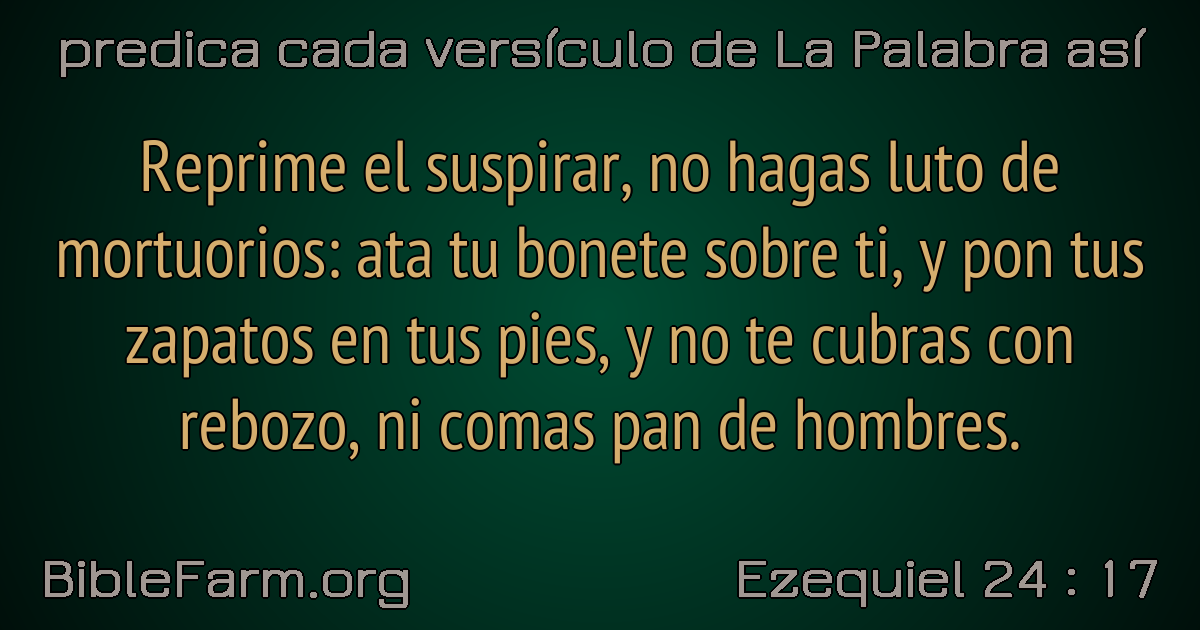 predica cada versículo de La Palabra así
Reprime el suspirar, no hagas luto de
mortuorios: ata tu bonete sobre ti, y pon tus
zapatos en tus pies, y no te cubras con
rebozo, ni comas pan de hombres.
BibleFarm.org
Ezequiel 24 : 17